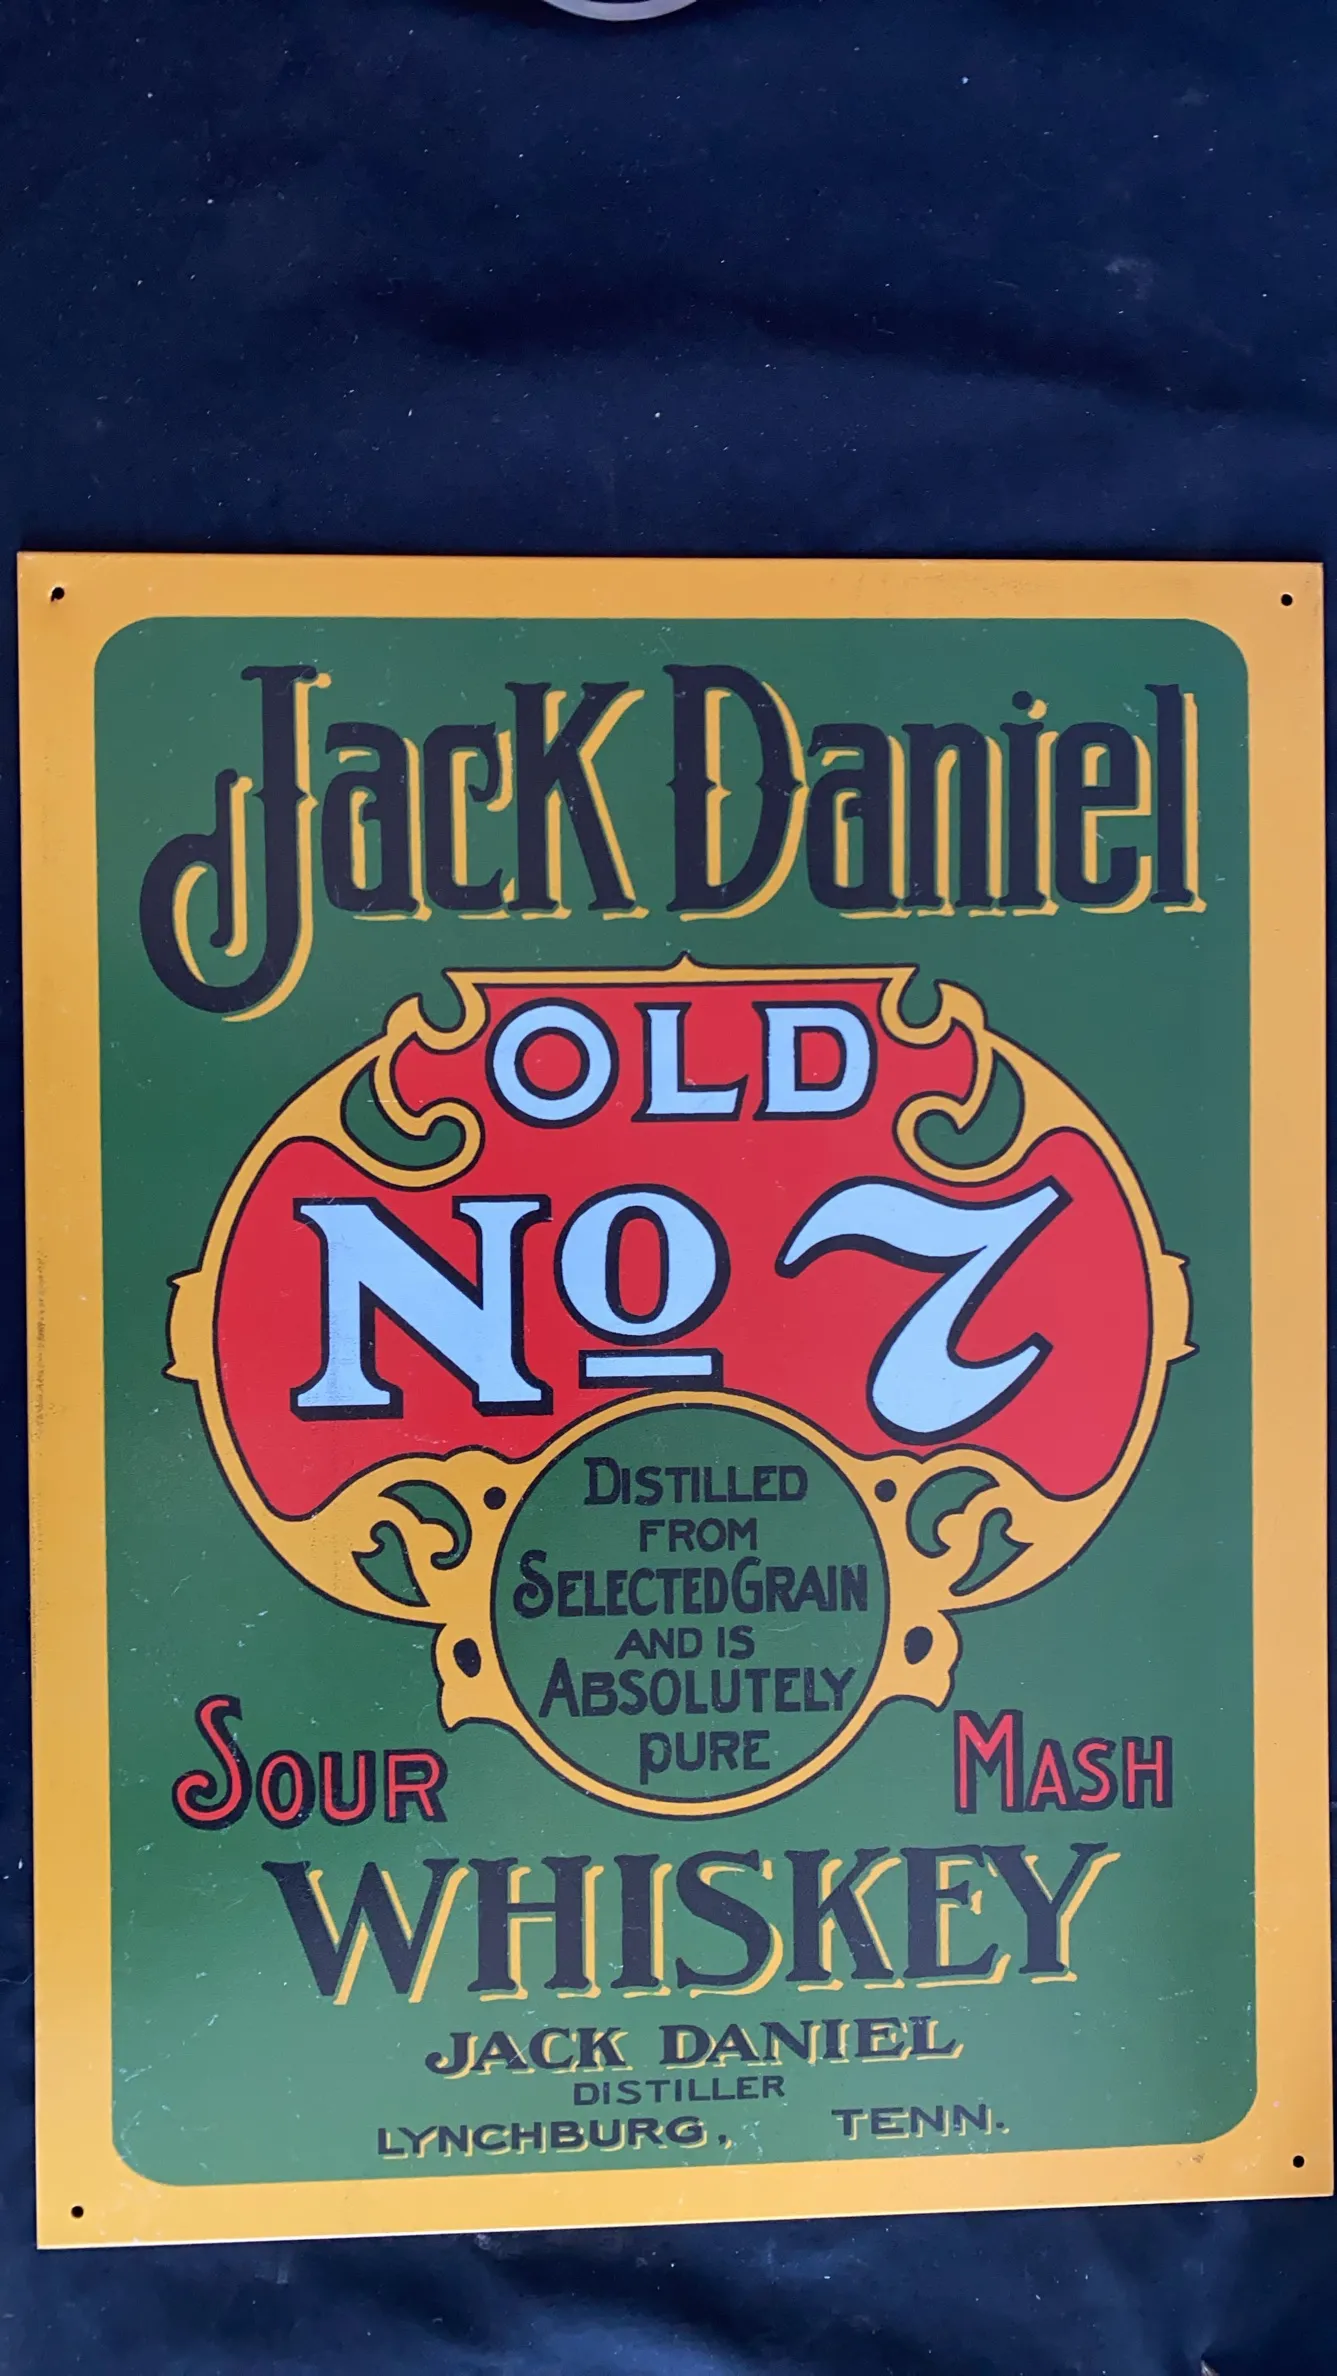 Jack Daniel
OLD
No 7
DISTILLED
FROM
SELECTED GRAIN
AND IS
ABSOLUTELY
PURE
SOUR MASH
WHISKEY
JACK DANIEL
DISTILLER
LYNCHBURG, TENN.